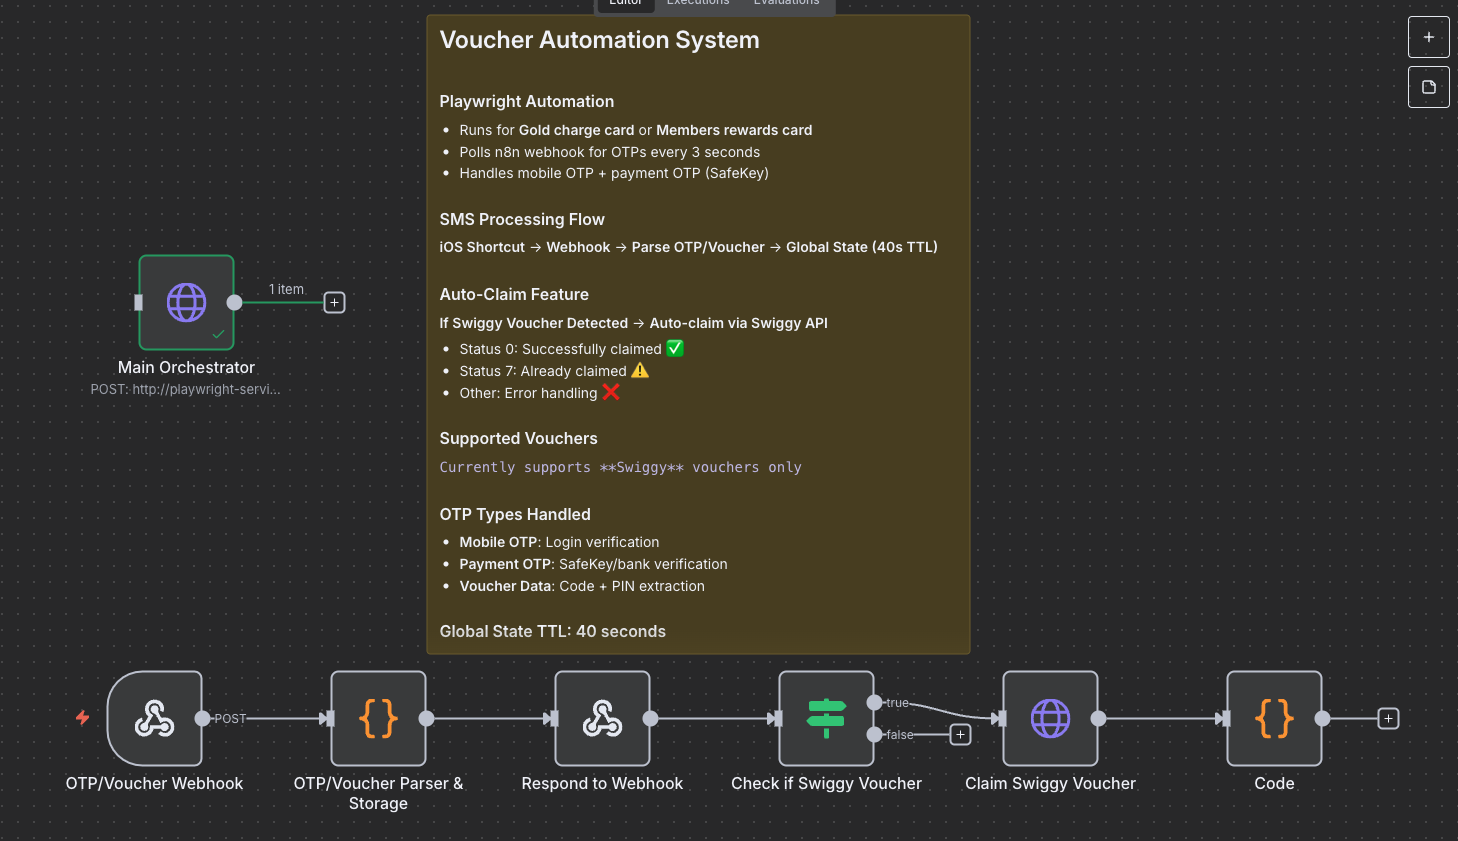 Editor Executions Evaluations
Voucher Automation System
Playwright Automation
Runs for Gold charge card or Members rewards card
Polls n8n webhook for OTPs every 3 seconds
Handles mobile OTP + payment OTP (SafeKey)
SMS Processing Flow
iOS Shortcut → Webhook → Parse OTP/Voucher → Global State (40s TTL)
Auto-Claim Feature
If Swiggy Voucher Detected → Auto-claim via Swiggy API
Status 0: Successfully claimed ✅
Status 7: Already claimed ⚠️
Other: Error handling ❌
Supported Vouchers
Currently supports **Swiggy** vouchers only
OTP Types Handled
Mobile OTP: Login verification
Payment OTP: SafeKey/bank verification
Voucher Data: Code + PIN extraction
Global State TTL: 40 seconds
1 item
Main Orchestrator
POST: http://playwright-servi...
POST
true
false
OTP/Voucher Webhook
OTP/Voucher Parser &
Storage
Respond to Webhook
Check if Swiggy Voucher
Claim Swiggy Voucher
Code